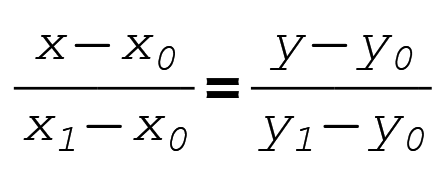 x − x₀ / x₁ − x₀ = y − y₀ / y₁ − y₀